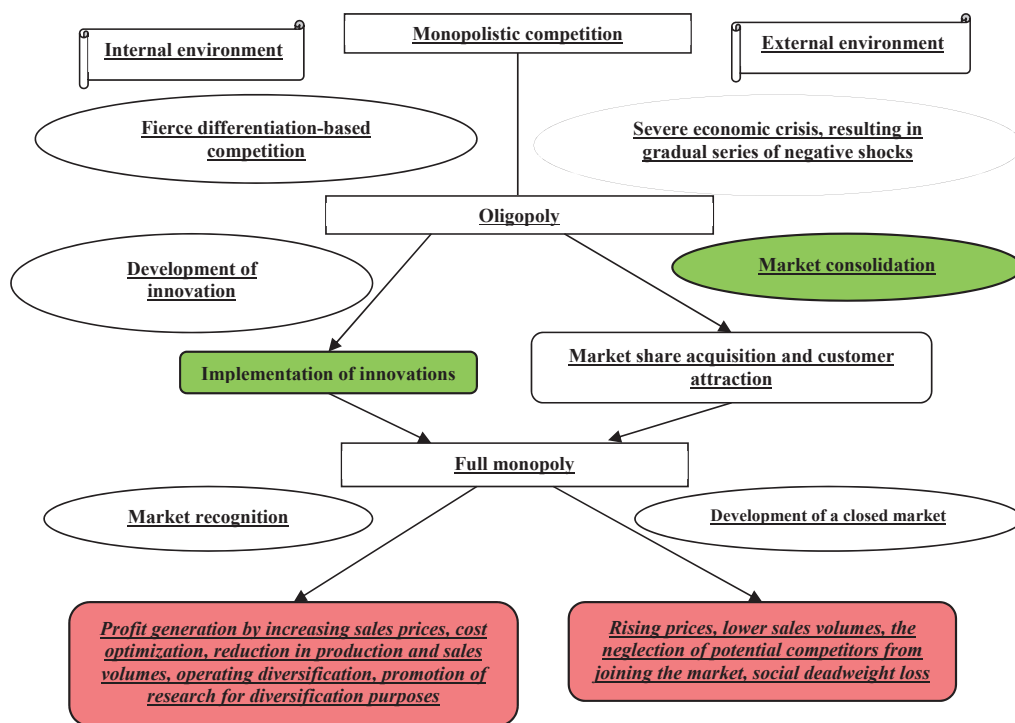 Internal environment
Monopolistic competition
External environment
Fierce differentiation-based
competition
Severe economic crisis, resulting in
gradual series of negative shocks
Oligopoly
Development of
innovation
Market consolidation
Implementation of innovations
Market share acquisition and customer
attraction
Full monopoly
Market recognition
Development of a closed market
Profit generation by increasing sales prices, cost
optimization, reduction in production and sales
volumes, operating diversification, promotion of
research for diversification purposes
Rising prices, lower sales volumes, the
neglection of potential competitors from
joining the market, social deadweight loss